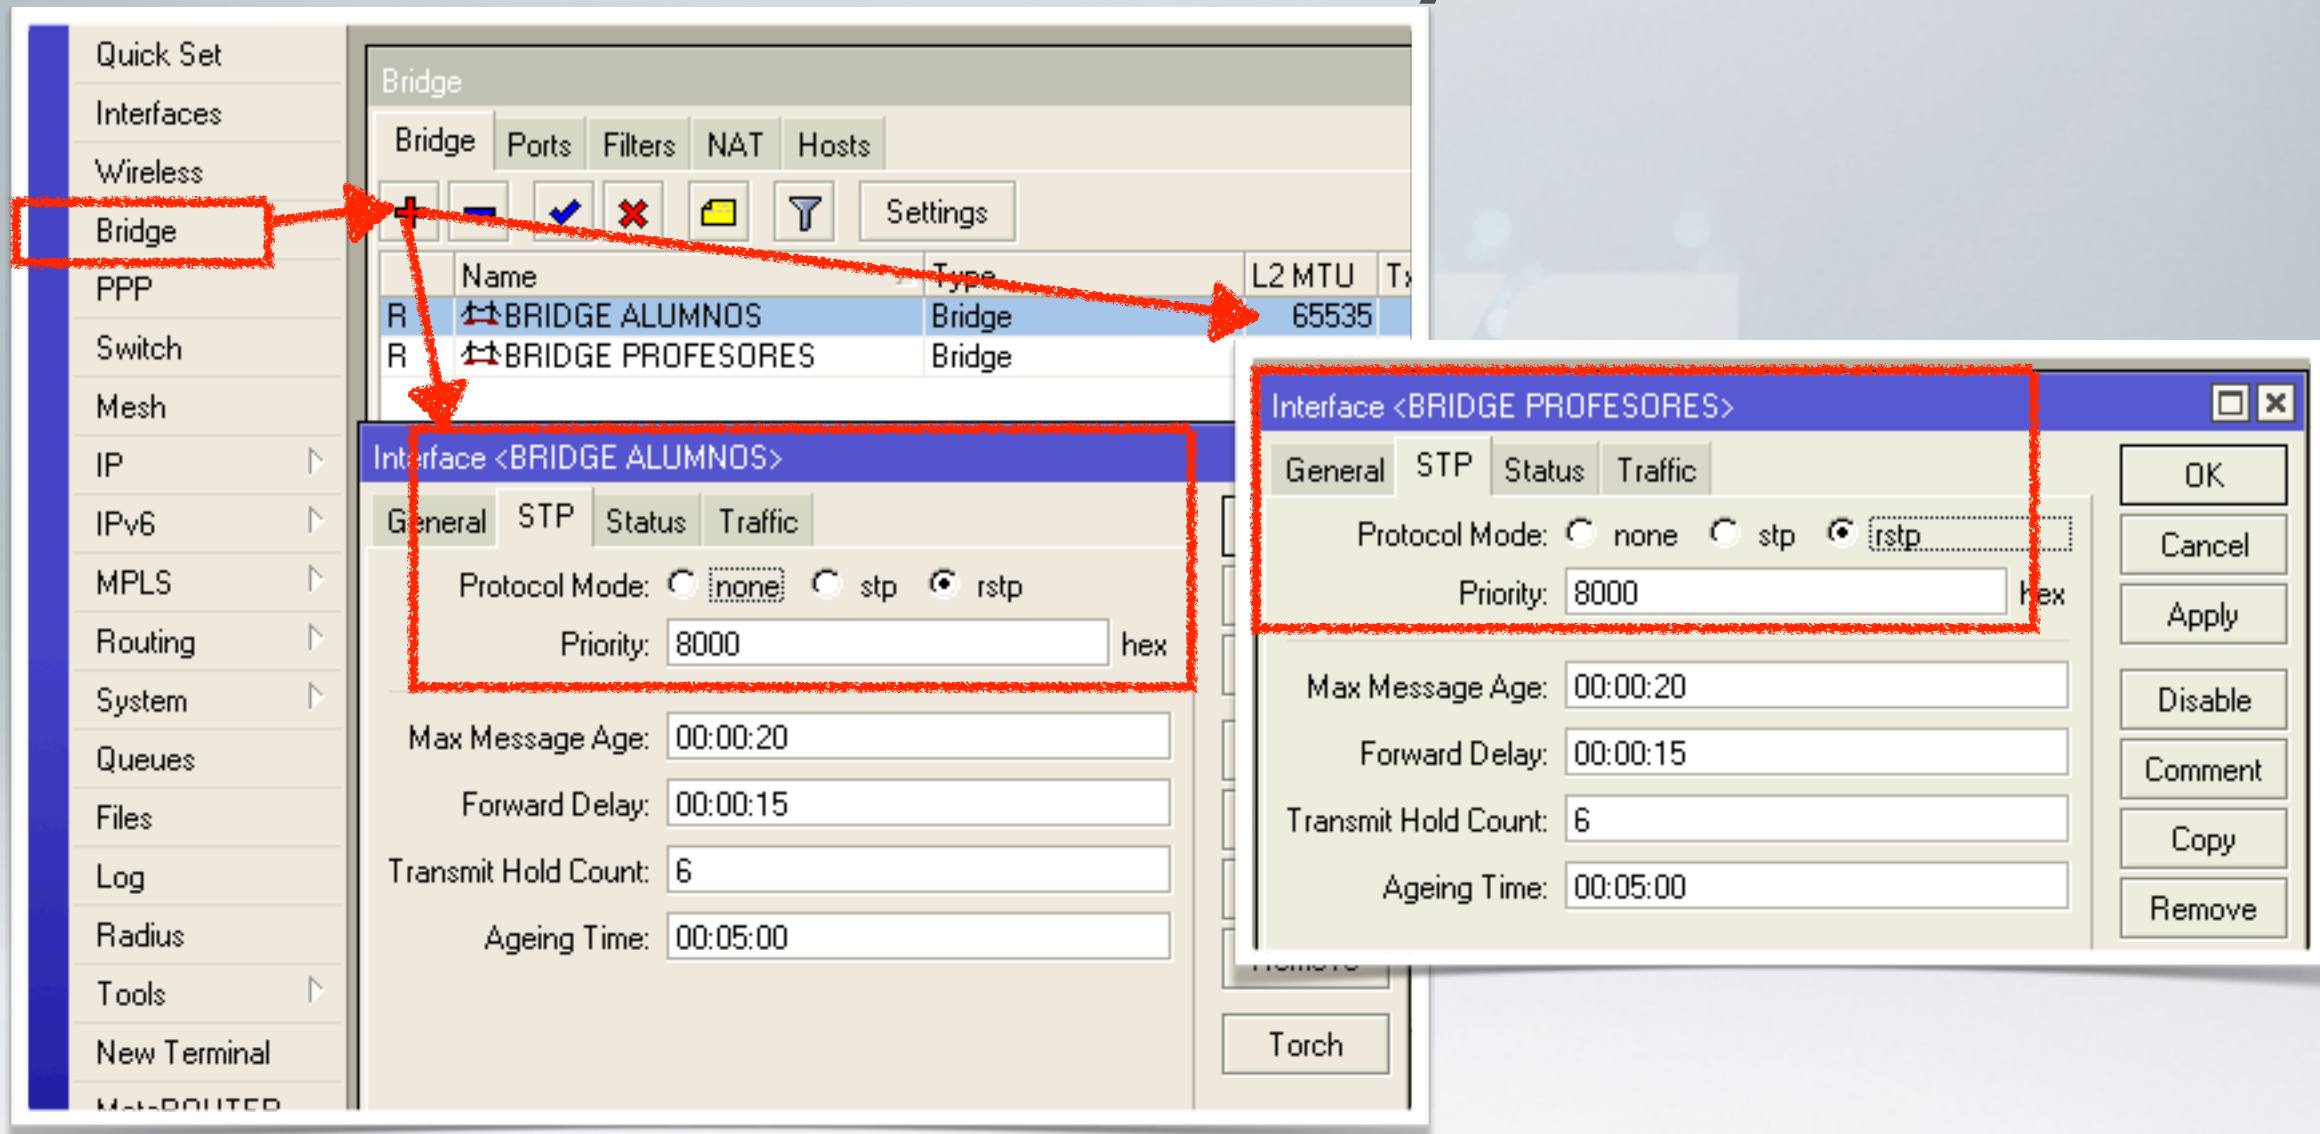 Quick Set
Interfaces
Wireless
Bridge
PPP
Switch
Mesh
IP
IPv6
MPLS
Routing
System
Queues
Files
Log
Radius
Tools
New Terminal
MetaROUTER
Bridge
Bridge Ports Filters NAT Hosts
Settings
Name Type L2 MTU Tx
R BRIDGE ALUMNOS Bridge 65535
R BRIDGE PROFESORES Bridge
Interface <BRIDGE ALUMNOS>
General STP Status Traffic
Protocol Mode: none stp rstp
Priority: 8000 hex
Max Message Age: 00:00:20
Forward Delay: 00:00:15
Transmit Hold Count: 6
Ageing Time: 00:05:00
Remove
Torch
Interface <BRIDGE PROFESORES>
General STP Status Traffic
Protocol Mode: none stp rstp
Priority: 8000 hex
Max Message Age: 00:00:20
Forward Delay: 00:00:15
Transmit Hold Count: 6
Ageing Time: 00:05:00
OK
Cancel
Apply
Disable
Comment
Copy
Remove